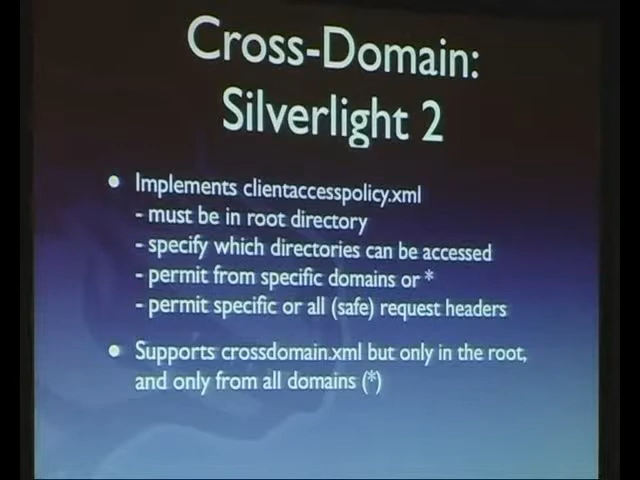 Cross-Domain:
Silverlight 2
• Implements clientaccesspolicy.xml
- must be in root directory
- specify which directories can be accessed
- permit from specific domains or *
- permit specific or all (safe) request headers
• Supports crossdomain.xml but only in the root,
and only from all domains (*)